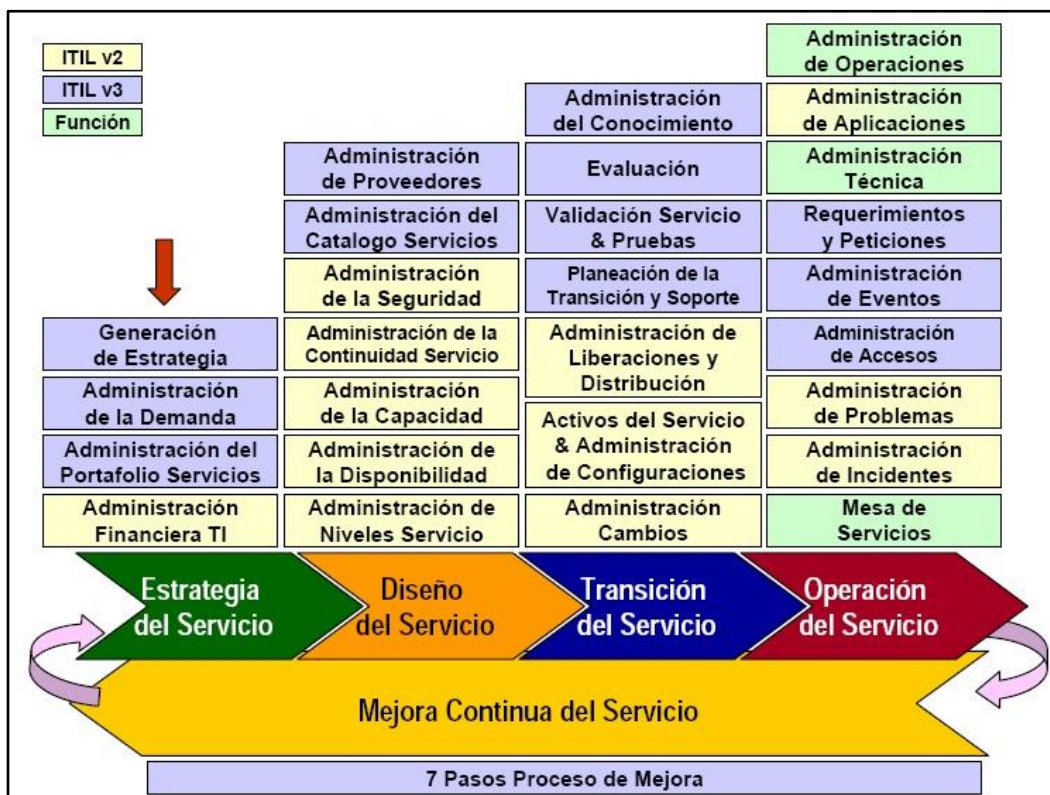 ITIL v2
ITIL v3
Función
Generación
de Estrategia
Administración
de la Demanda
Administración del
Portafolio Servicios
Administración
Financiera TI
Administración
de Proveedores
Administración del
Catalogo Servicios
Administración
de la Seguridad
Administración de la
Continuidad Servicio
Administración
de la Capacidad
Administración de
la Disponibilidad
Administración de
Niveles Servicio
Administración
del Conocimiento
Evaluación
Validación Servicio
& Pruebas
Planeación de la
Transición y Soporte
Administración de
Liberaciones y
Distribución
Activos del Servicio
& Administración
de Configuraciones
Administración
Cambios
Administración
de Operaciones
Administración
de Aplicaciones
Administración
Técnica
Requerimientos
y Peticiones
Administración
de Eventos
Administración
de Accesos
Administración
de Problemas
Administración
de Incidentes
Mesa de
Servicios
Estrategia
del Servicio
Diseño
del Servicio
Transición
del Servicio
Operación
del Servicio
Mejora Continua del Servicio
7 Pasos Proceso de Mejora